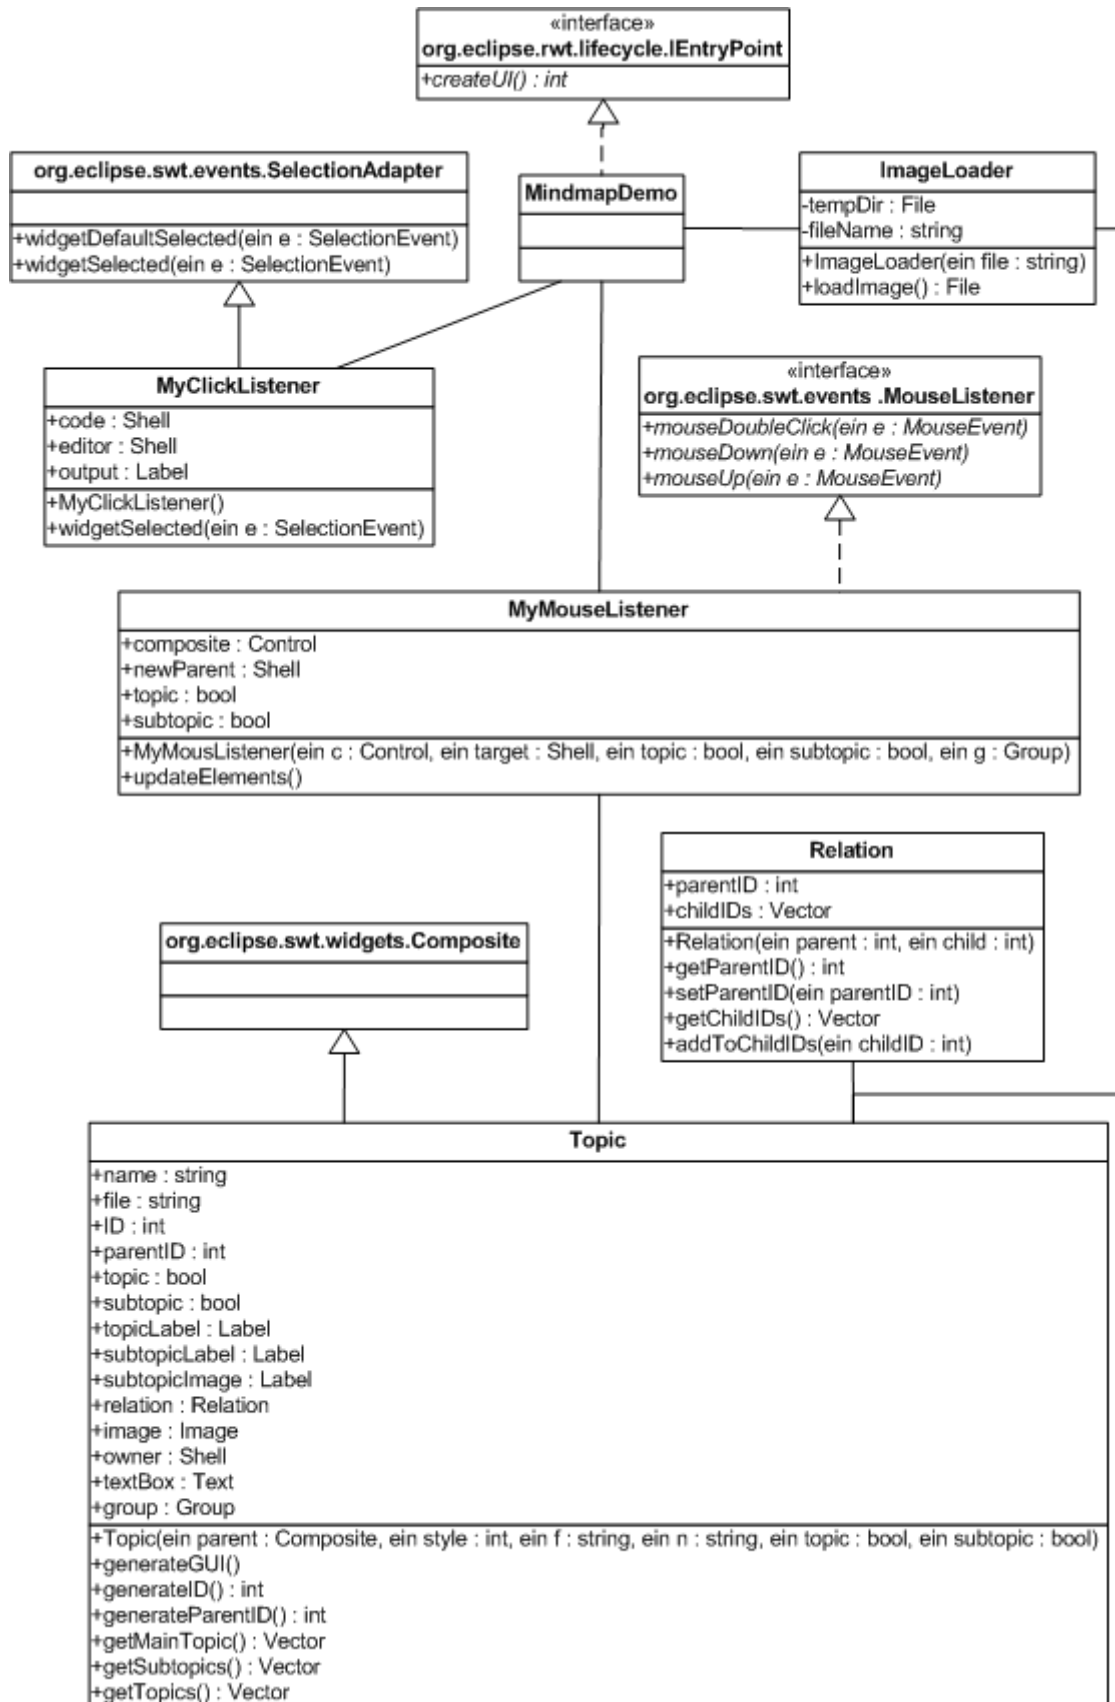 «interface»
org.eclipse.rwt.lifecycle.IEntryPoint
+createUI() : int
org.eclipse.swt.events.SelectionAdapter
+widgetDefaultSelected(ein e : SelectionEvent)
+widgetSelected(ein e : SelectionEvent)
MindmapDemo
ImageLoader
-tempDir : File
-fileName : string
+ImageLoader(ein file : string)
+loadImage() : File
MyClickListener
+code : Shell
+editor : Shell
+output : Label
+MyClickListener()
+widgetSelected(ein e : SelectionEvent)
«interface»
org.eclipse.swt.events .MouseListener
+mouseDoubleClick(ein e : MouseEvent)
+mouseDown(ein e : MouseEvent)
+mouseUp(ein e : MouseEvent)
MyMouseListener
+composite : Control
+newParent : Shell
+topic : bool
+subtopic : bool
+MyMousListener(ein c : Control, ein target : Shell, ein topic : bool, ein subtopic : bool, ein g : Group)
+updateElements()
Relation
+parentID : int
+childIDs : Vector
+Relation(ein parent : int, ein child : int)
+getParentID() : int
+setParentID(ein parentID : int)
+getChildIDs() : Vector
+addToChildIDs(ein childID : int)
org.eclipse.swt.widgets.Composite
Topic
+name : string
+file : string
+ID : int
+parentID : int
+topic : bool
+subtopic : bool
+topicLabel : Label
+subtopicLabel : Label
+subtopicImage : Label
+relation : Relation
+image : Image
+owner : Shell
+textBox : Text
+group : Group
+Topic(ein parent : Composite, ein style : int, ein f : string, ein n : string, ein topic : bool, ein subtopic : bool)
+generateGUI()
+generateID() : int
+generateParentID() : int
+getMainTopic() : Vector
+getSubtopics() : Vector
+getTopics() : Vector